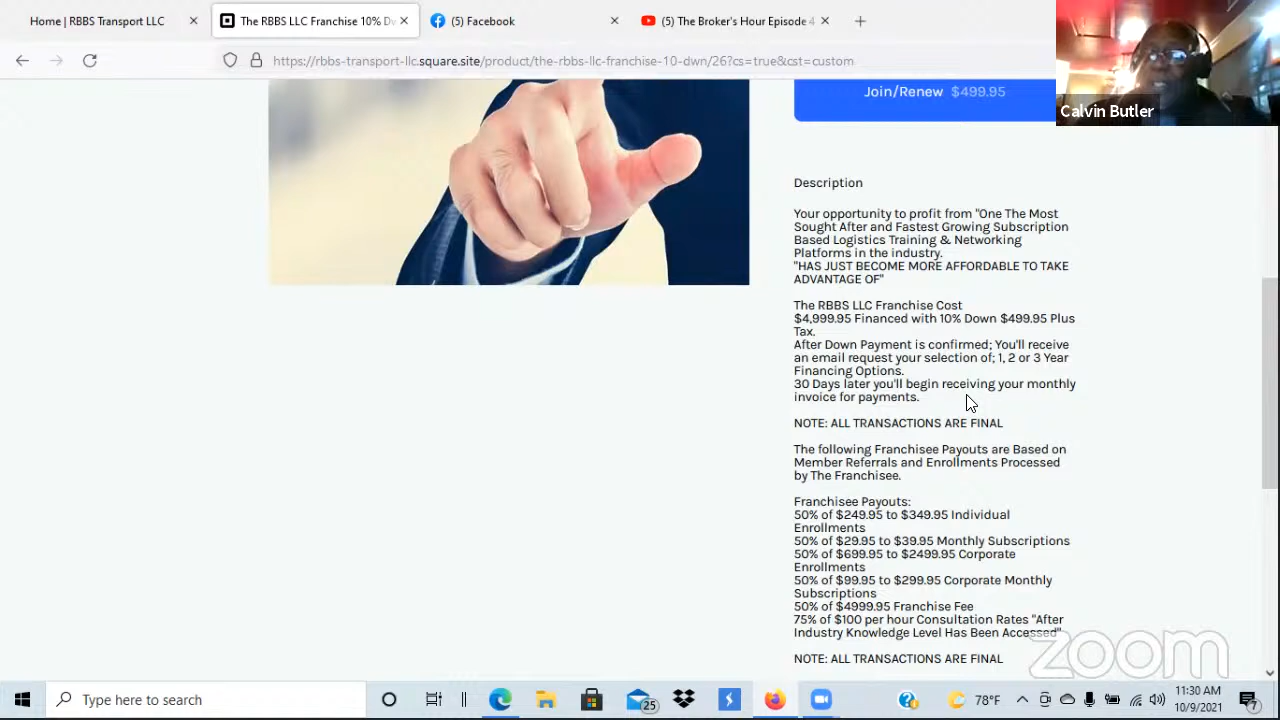 Home | RBBS Transport LLC
The RBBS LLC Franchise 10% D
(5) Facebook
(5) The Broker's Hour Episode 4
https://rbbs-transport-llc.square.site/product/the-rbbs-llc-franchise-10-dwn/26?cs=true&cst=custom
Calvin Butler
Join/Renew $499.95
Description
Your opportunity to profit from "One The Most
Sought After and Fastest Growing Subscription
Based Logistics Training & Networking
Platforms in the industry.
"HAS JUST BECOME MORE AFFORDABLE TO TAKE
ADVANTAGE OF"
The RBBS LLC Franchise Cost
$4,999.95 Financed with 10% Down $499.95 Plus
Tax.
After Down Payment is confirmed; You'll receive
an email request your selection of; 1, 2 or 3 Year
Financing Options.
30 Days later you'll begin receiving your monthly
invoice for payments.
NOTE: ALL TRANSACTIONS ARE FINAL
The following Franchisee Payouts are Based on
Member Referrals and Enrollments Processed
by The Franchisee.
Franchisee Payouts:
50% of $249.95 to $349.95 Individual
Enrollments
50% of $29.95 to $39.95 Monthly Subscriptions
50% of $699.95 to $2499.95 Corporate
Enrollments
50% of $99.95 to $299.95 Corporate Monthly
Subscriptions
50% of $4999.95 Franchise Fee
75% of $100 per hour Consultation Rates "After
Industry Knowledge Level Has Been Accessed"
NOTE: ALL TRANSACTIONS ARE FINAL
zoom
Type here to search
25
78°F
11:30 AM
10/9/2021
7